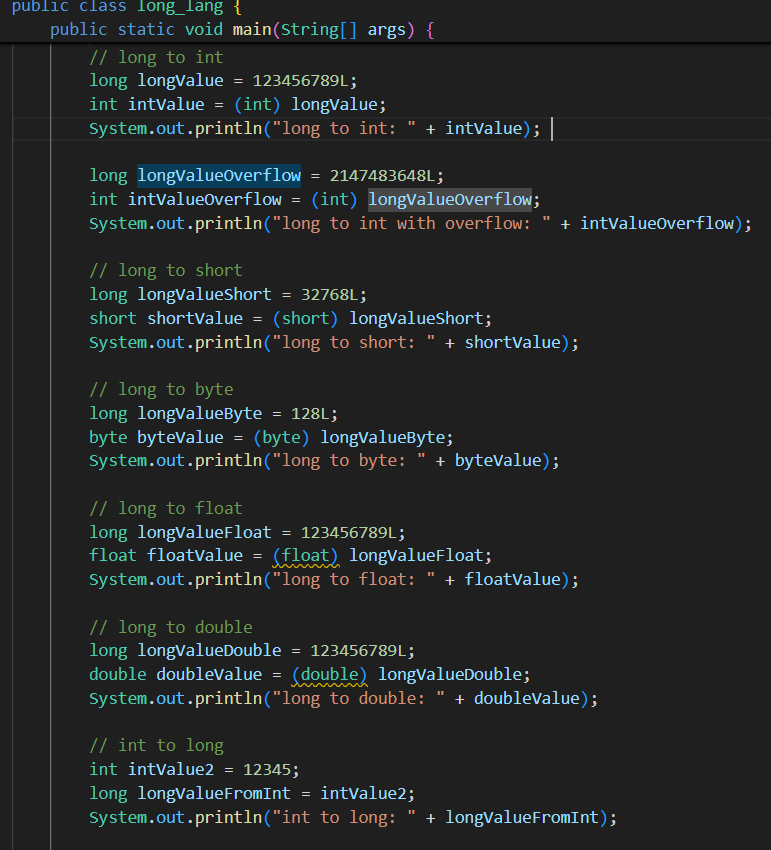 public class long_lang {
public static void main(String[] args) {
// long to int
long longValue = 123456789L;
int intValue = (int) longValue;
System.out.println("long to int: " + intValue);
long longValueOverflow = 2147483648L;
int intValueOverflow = (int) longValueOverflow;
System.out.println("long to int with overflow: " + intValueOverflow);
// long to short
long longValueShort = 32768L;
short shortValue = (short) longValueShort;
System.out.println("long to short: " + shortValue);
// long to byte
long longValueByte = 128L;
byte byteValue = (byte) longValueByte;
System.out.println("long to byte: " + byteValue);
// long to float
long longValueFloat = 123456789L;
float floatValue = (float) longValueFloat;
System.out.println("long to float: " + floatValue);
// long to double
long longValueDouble = 123456789L;
double doubleValue = (double) longValueDouble;
System.out.println("long to double: " + doubleValue);
// int to long
int intValue2 = 12345;
long longValueFromInt = intValue2;
System.out.println("int to long: " + longValueFromInt);